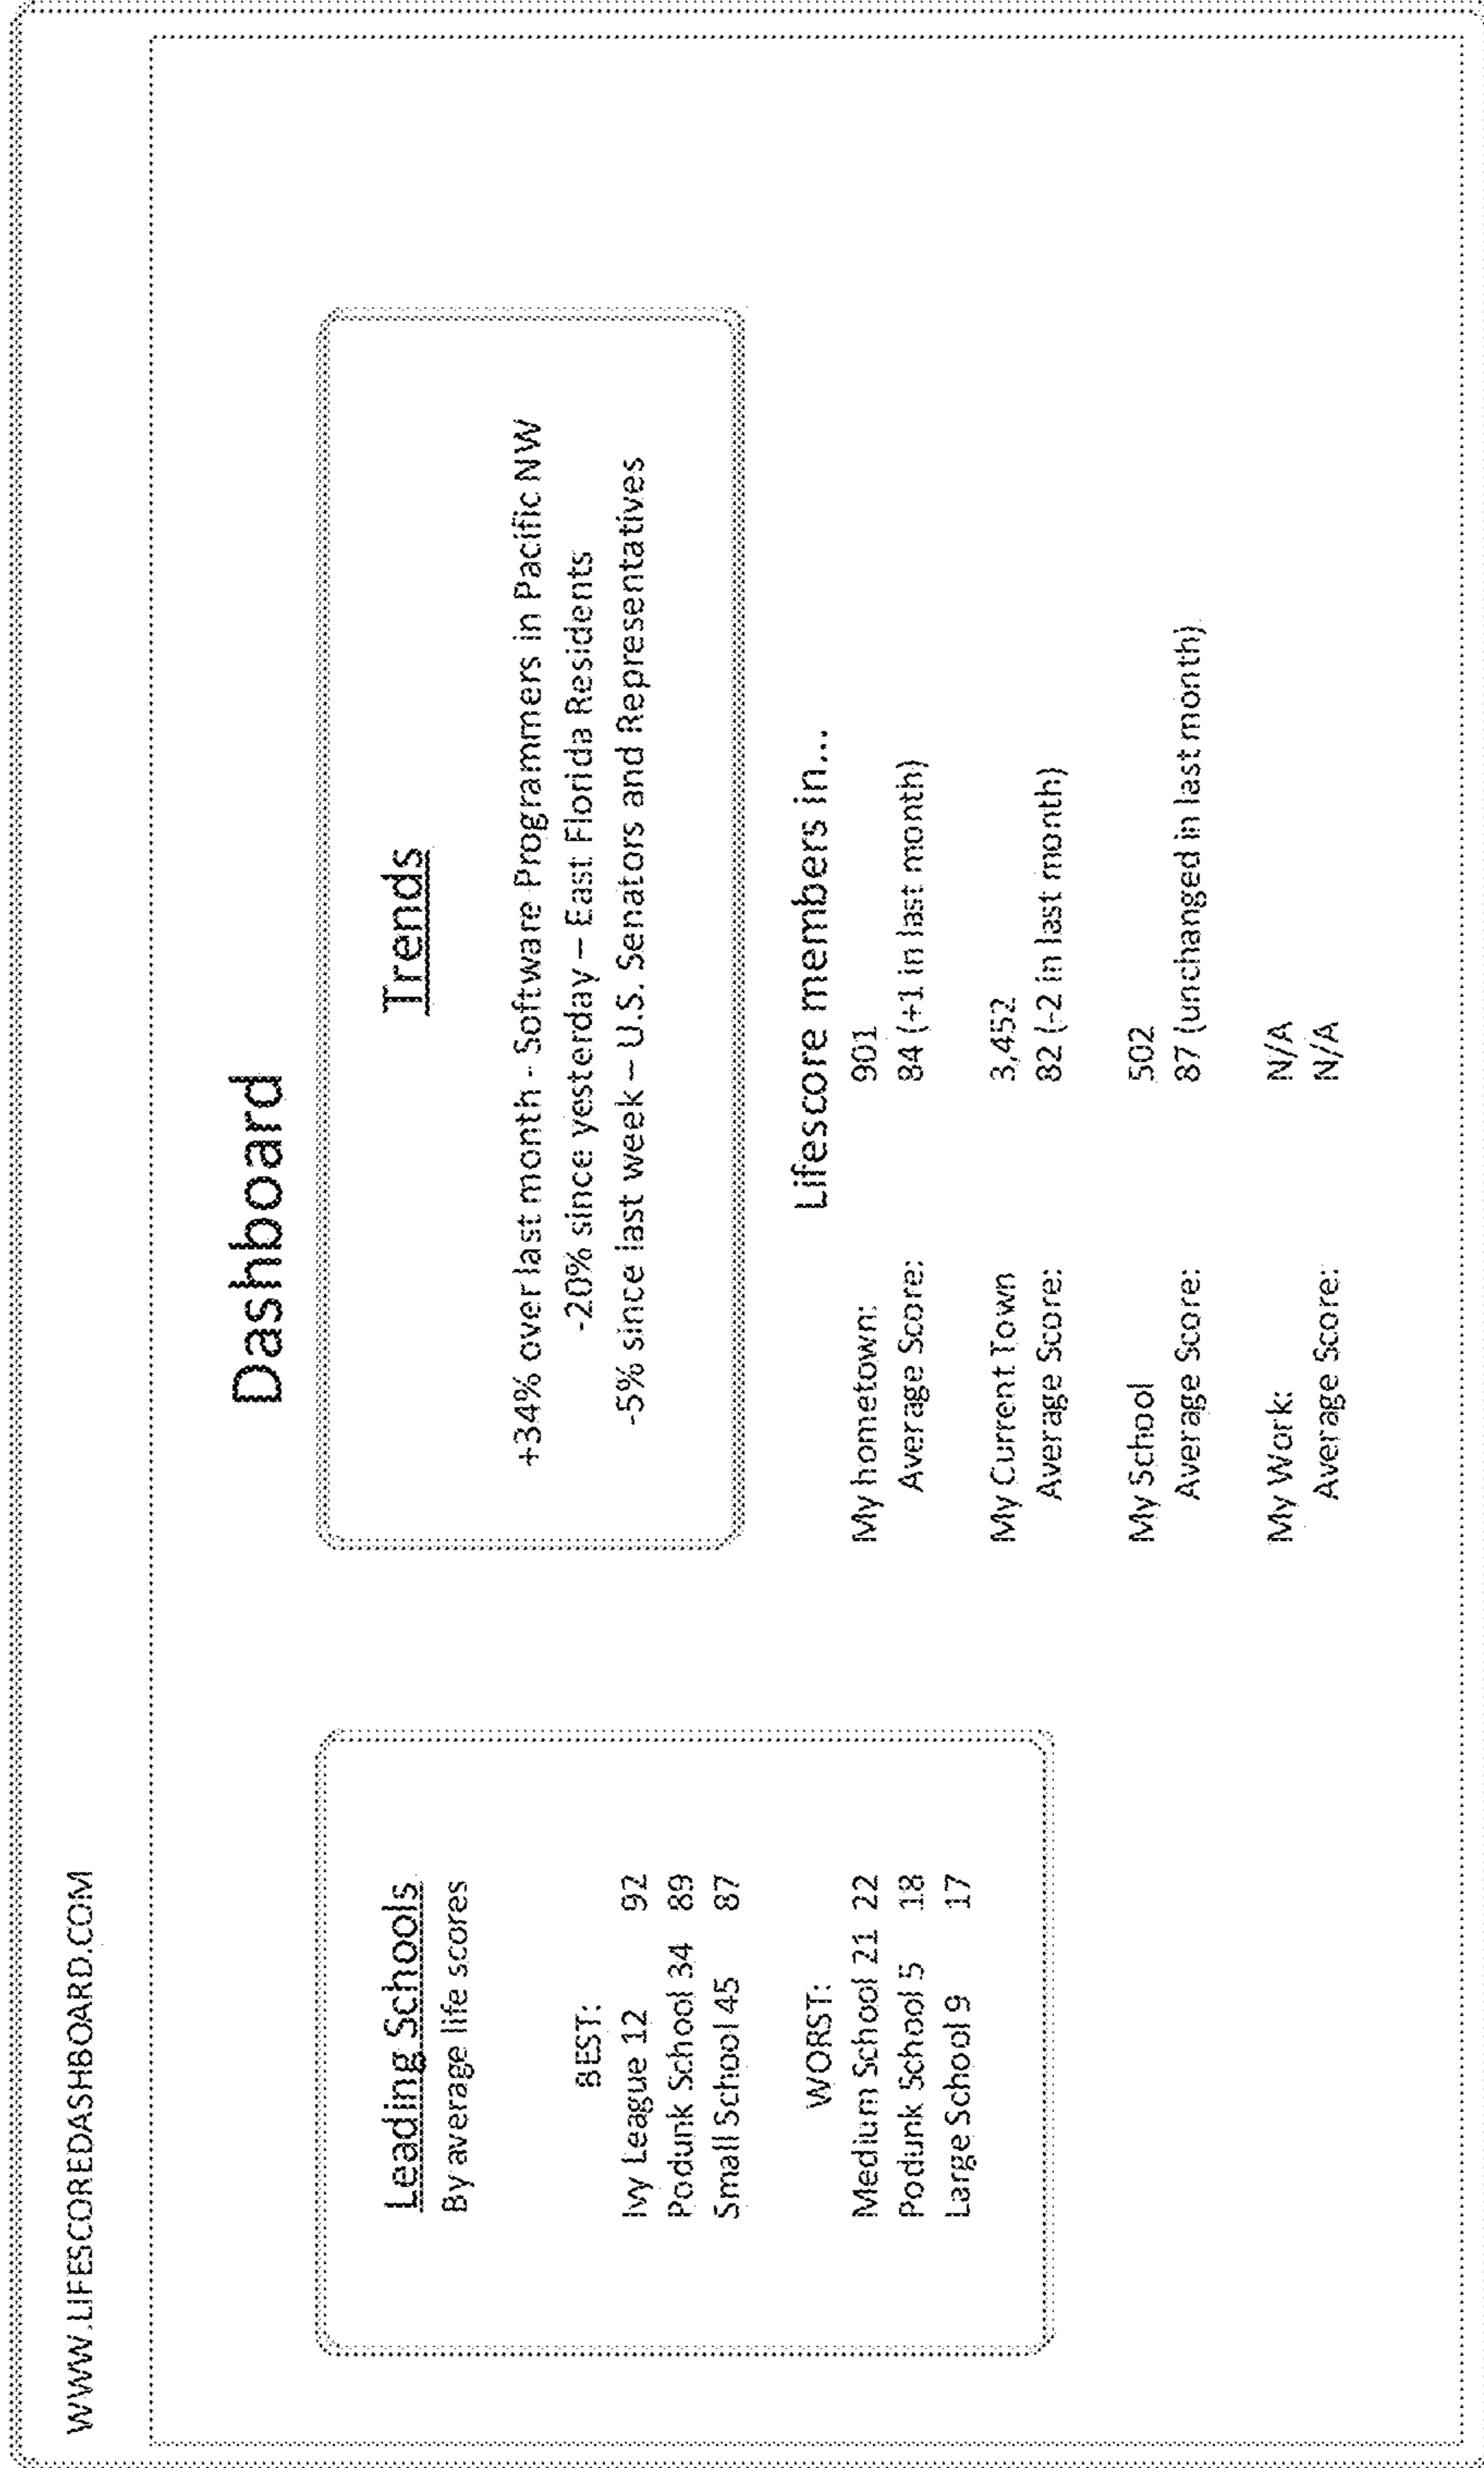 WWW.LIFESCOREDASHBOARD.COM
Dashboard
Leading Schools
By average life scores
BEST:
Ivy League 12 92
Podunk School 34 89
Small School 45 87
WORST:
Medium School 21 22
Podunk School 5 18
Large School 9 17
Trends
+34% over last month - Software Programmers in Pacific NW
-20% since yesterday – East Florida Residents
-5% since last week – U.S. Senators and Representatives
Lifescore members in...
My hometown: 901
Average Score: 84 (+1 in last month)
My Current Town 3,452
Average Score: 82 (-2 in last month)
My School 502
Average Score: 87 (unchanged in last month)
My Work: N/A
Average Score: N/A